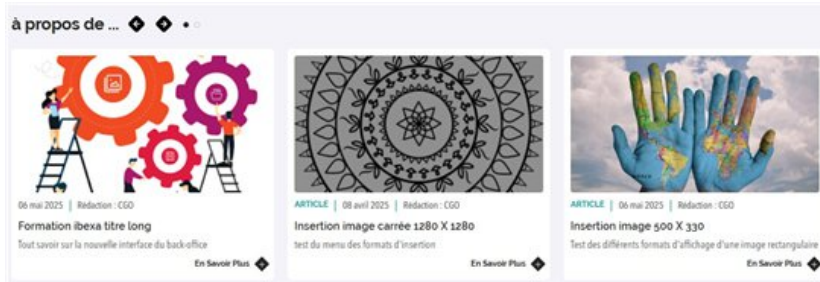 à propos de ...
06 mai 2025 | Rédaction : CGO
Formation ibexa titre long
Tout savoir sur la nouvelle interface du back-office
En Savoir Plus
ARTICLE | 08 avril 2025 | Rédaction : CGO
Insertion image carrée 1280 X 1280
test du menu des formats d'insertion
En Savoir Plus
ARTICLE | 06 mai 2025 | Rédaction : CGO
Insertion image 500 X 330
Test des différents formats d'affichage d'une image rectangulaire
En Savoir Plus